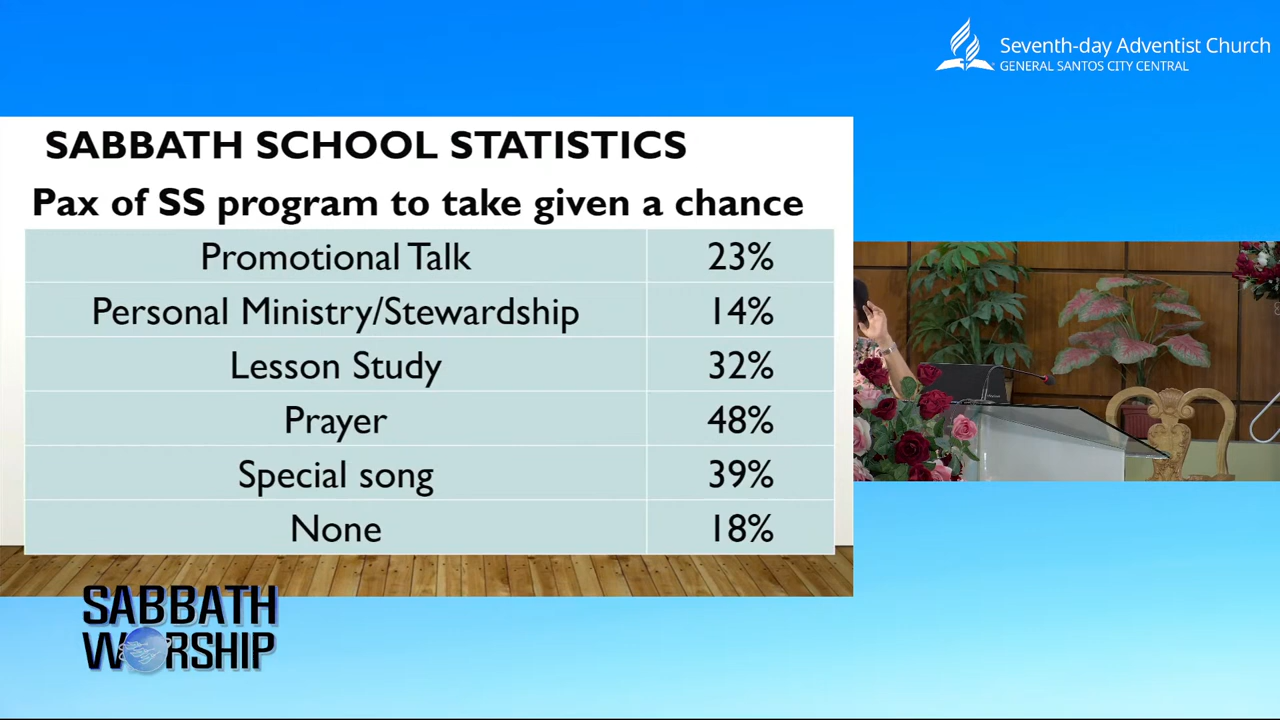 Seventh-day Adventist Church
GENERAL SANTOS CITY CENTRAL
SABBATH SCHOOL STATISTICS
Pax of SS program to take given a chance
Promotional Talk 23%
Personal Ministry/Stewardship 14%
Lesson Study 32%
Prayer 48%
Special song 39%
None 18%
SABBATH
WORSHIP